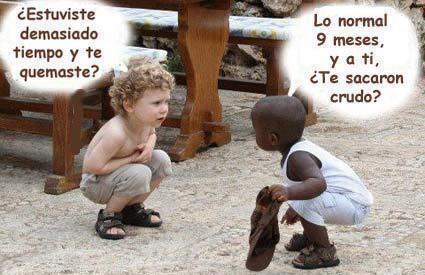 ¿Estuviste
demasiado
tiempo y te
quemaste?
Lo normal
9 meses,
y a ti,
¿Te sacaron
crudo?